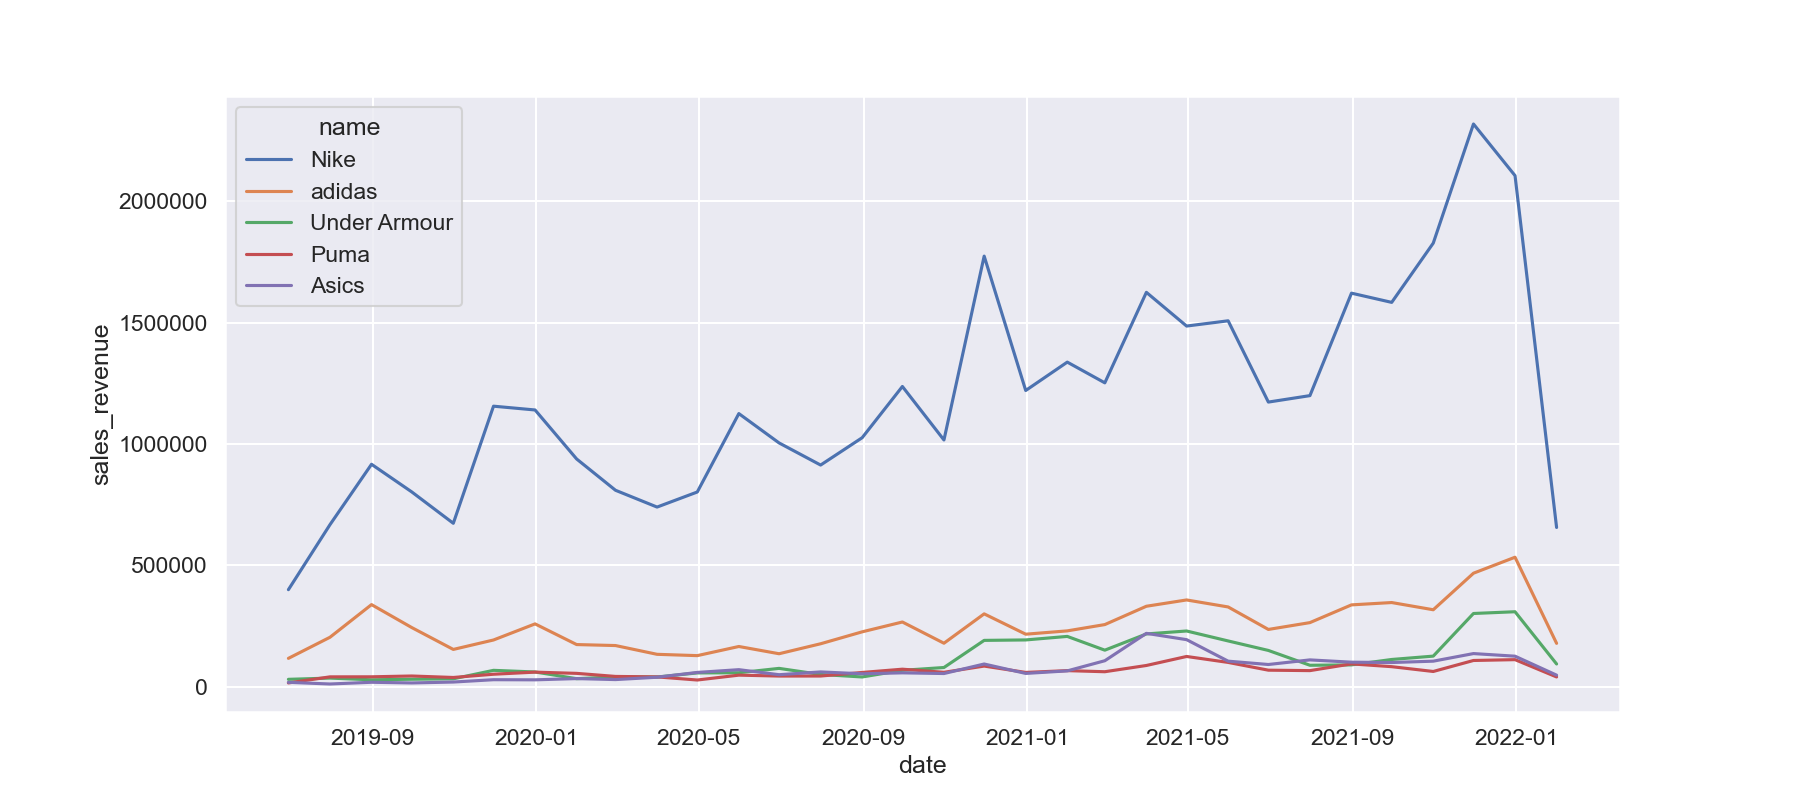 name
Nike
adidas
Under Armour
Puma
Asics
sales_revenue
2000000
1500000
1000000
500000
0
2019-09 2020-01 2020-05 2020-09 2021-01 2021-05 2021-09 2022-01
date